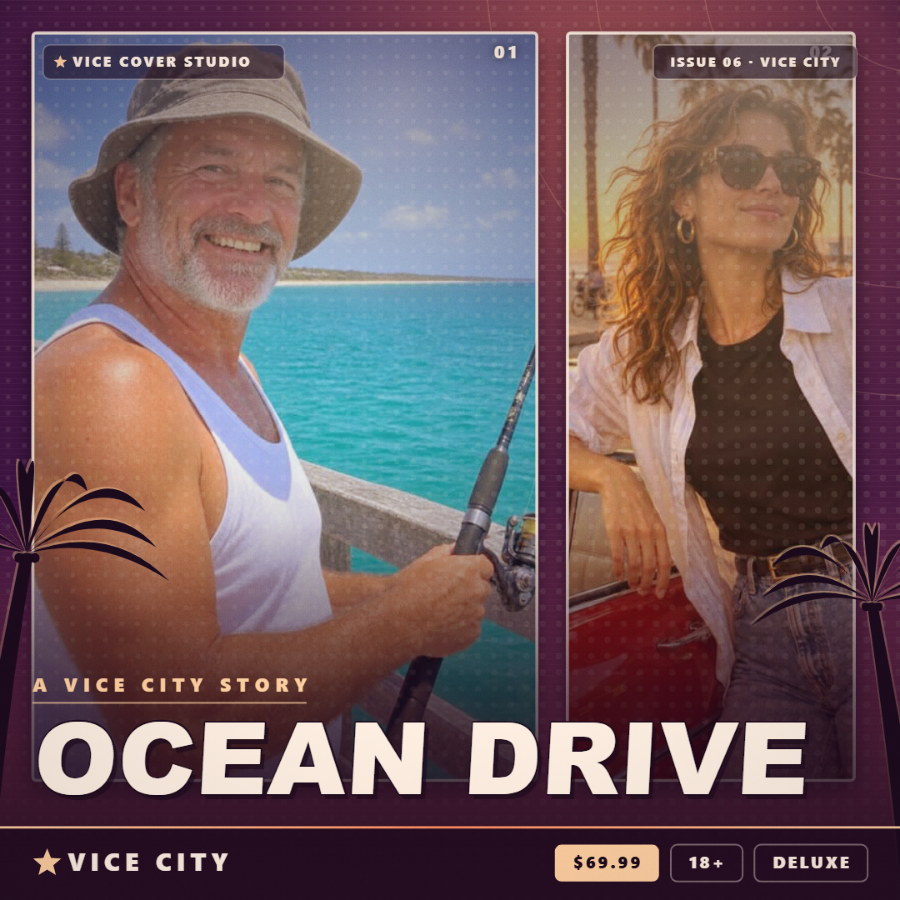 ★ VICE COVER STUDIO
01
02
ISSUE 06 · VICE CITY
A VICE CITY STORY
OCEAN DRIVE
★ VICE CITY
$69.99
18+
DELUXE